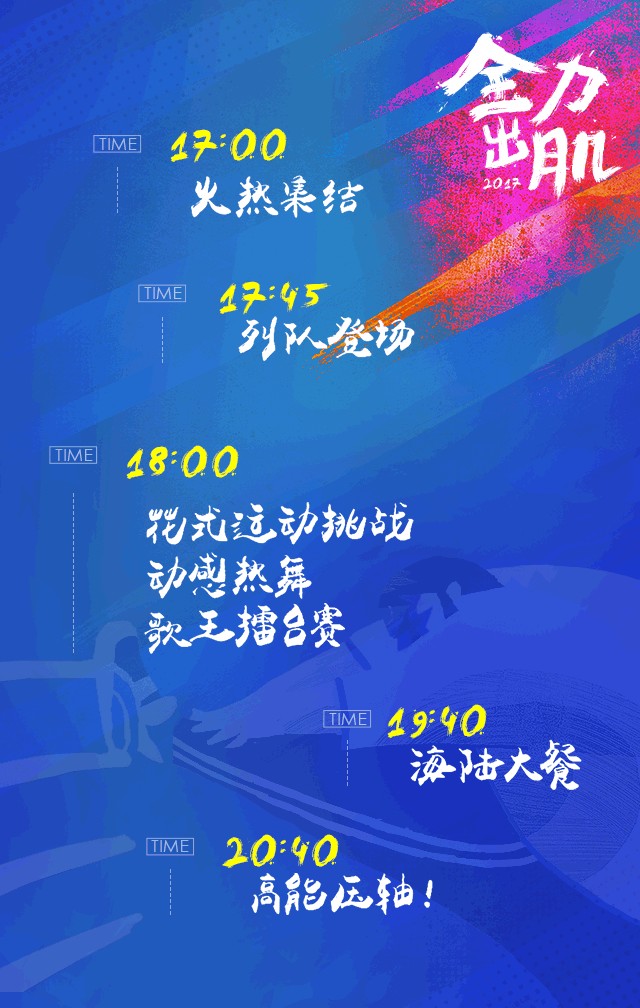 全力
出肌
2017
TIME
17:00
火热集结
TIME
17:45
列队登场
TIME
18:00
花式运动挑战
动感热舞
歌王擂台赛
TIME
19:40
海陆大餐
TIME
20:40
高能压轴！